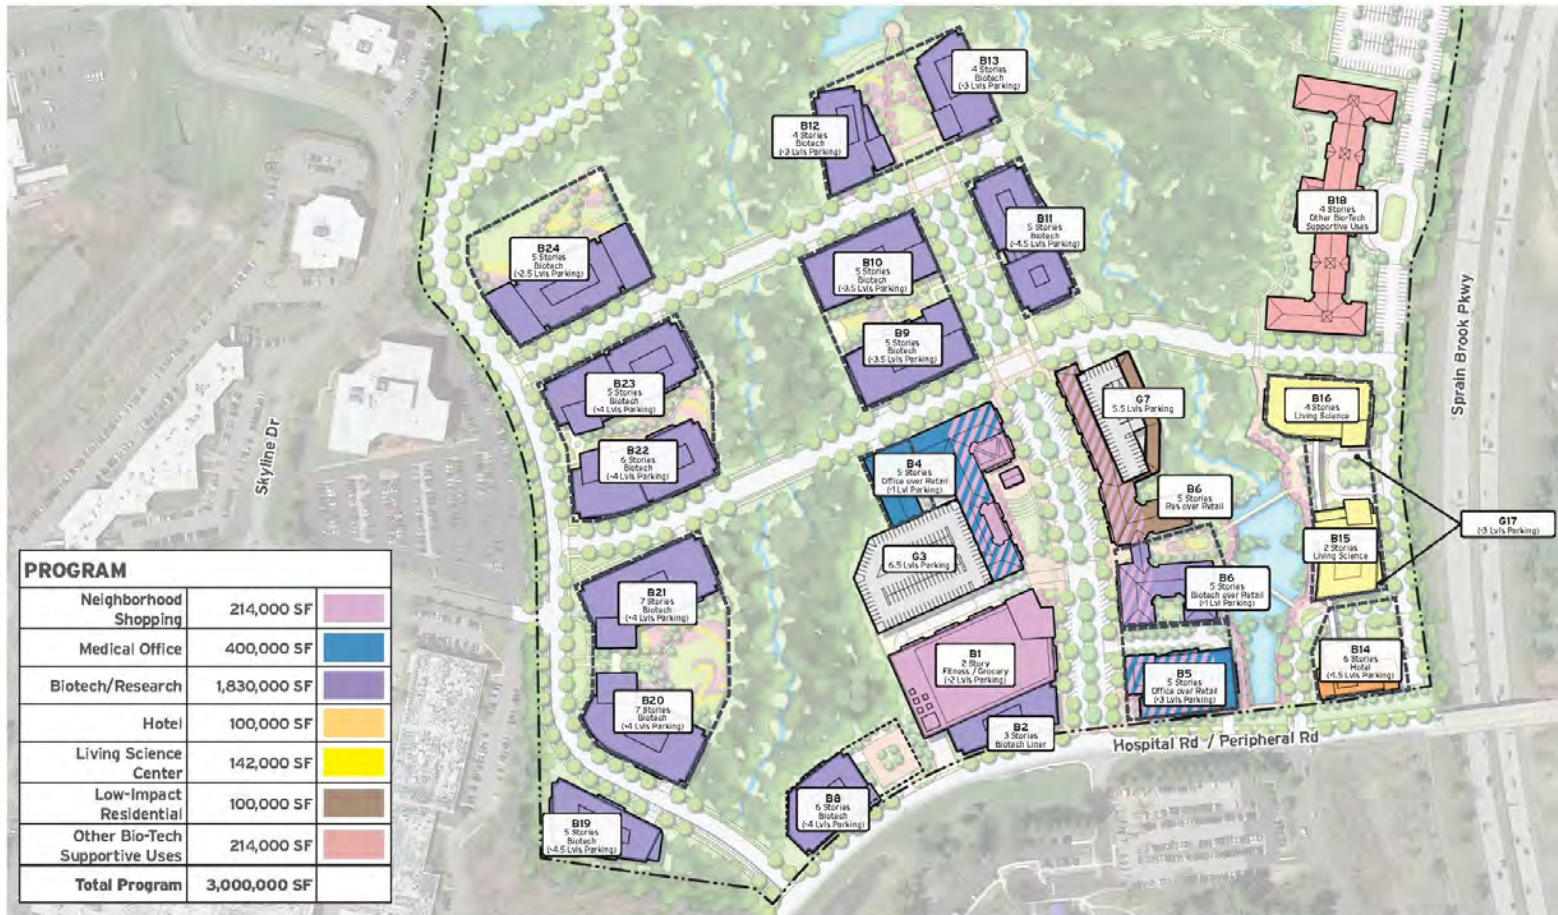 B13
4 Stories
Biotech
(-3 Lvls Parking)
B12
4 Stories
Biotech
(-3 Lvls Parking)
B18
4 Stories
Other Bio-Tech
Supportive Uses
B11
5 Stories
Biotech
(-4.5 Lvls Parking)
B24
5 Stories
Biotech
(-2.5 Lvls Parking)
B10
5 Stories
Biotech
(-3.5 Lvls Parking)
B9
5 Stories
Biotech
(-3.5 Lvls Parking)
Sprain Brook Pkwy
B23
5 Stories
Biotech
(-4 Lvls Parking)
G7
5.5 Lvls Parking
B16
4 Stories
Living Science
Skyline Dr
B22
6 Stories
Biotech
(-4 Lvls Parking)
B4
5 Stories
Office over Retail
(-1 Lvl Parking)
B6
5 Stories
Res over Retail
G17
(-3 Lvls Parking)
B15
2 Stories
Living Science
G3
6.5 Lvls Parking
B6
5 Stories
Biotech over Retail
(-1 Lvl Parking)
B21
7 Stories
Biotech
(-4 Lvls Parking)
B1
2 Story
Fitness / Grocery
(-2 Lvls Parking)
B5
5 Stories
Office over Retail
(-3 Lvls Parking)
B14
6 Stories
Hotel
(-4.5 Lvls Parking)
B20
7 Stories
Biotech
(-4 Lvls Parking)
B2
3 Stories
Biotech Liner
Hospital Rd / Peripheral Rd
B8
6 Stories
Biotech
(-4 Lvls Parking)
B19
5 Stories
Biotech
(-4.5 Lvls Parking)
PROGRAM
Neighborhood
Shopping 214,000 SF
Medical Office 400,000 SF
Biotech/Research 1,830,000 SF
Hotel 100,000 SF
Living Science
Center 142,000 SF
Low-Impact
Residential 100,000 SF
Other Bio-Tech
Supportive Uses 214,000 SF
Total Program 3,000,000 SF